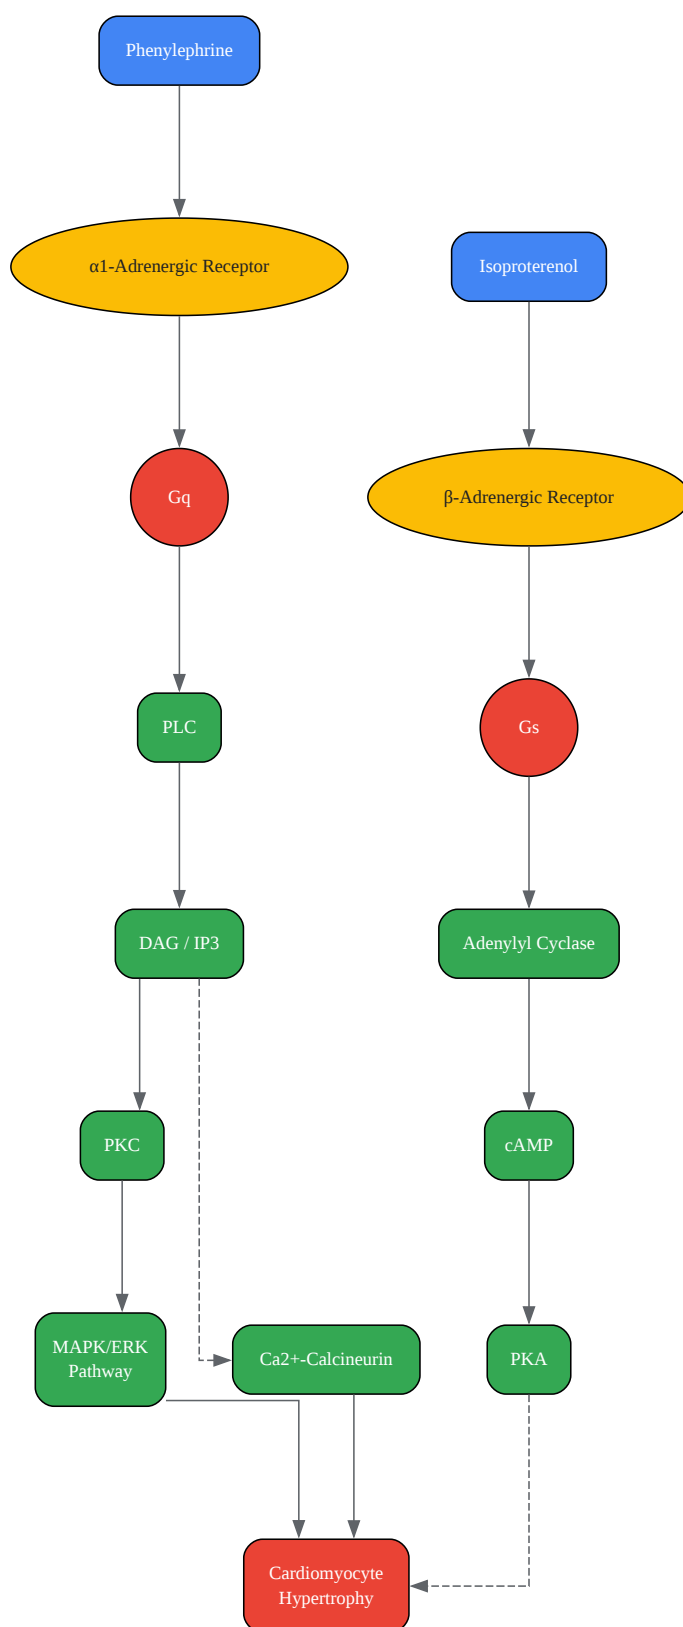 Phenylephrine
α1-Adrenergic Receptor
Isoproterenol
Gq
β-Adrenergic Receptor
PLC
Gs
DAG / IP3
Adenylyl Cyclase
PKC
cAMP
MAPK/ERK
Pathway
Ca2+-Calcineurin
PKA
Cardiomyocyte
Hypertrophy